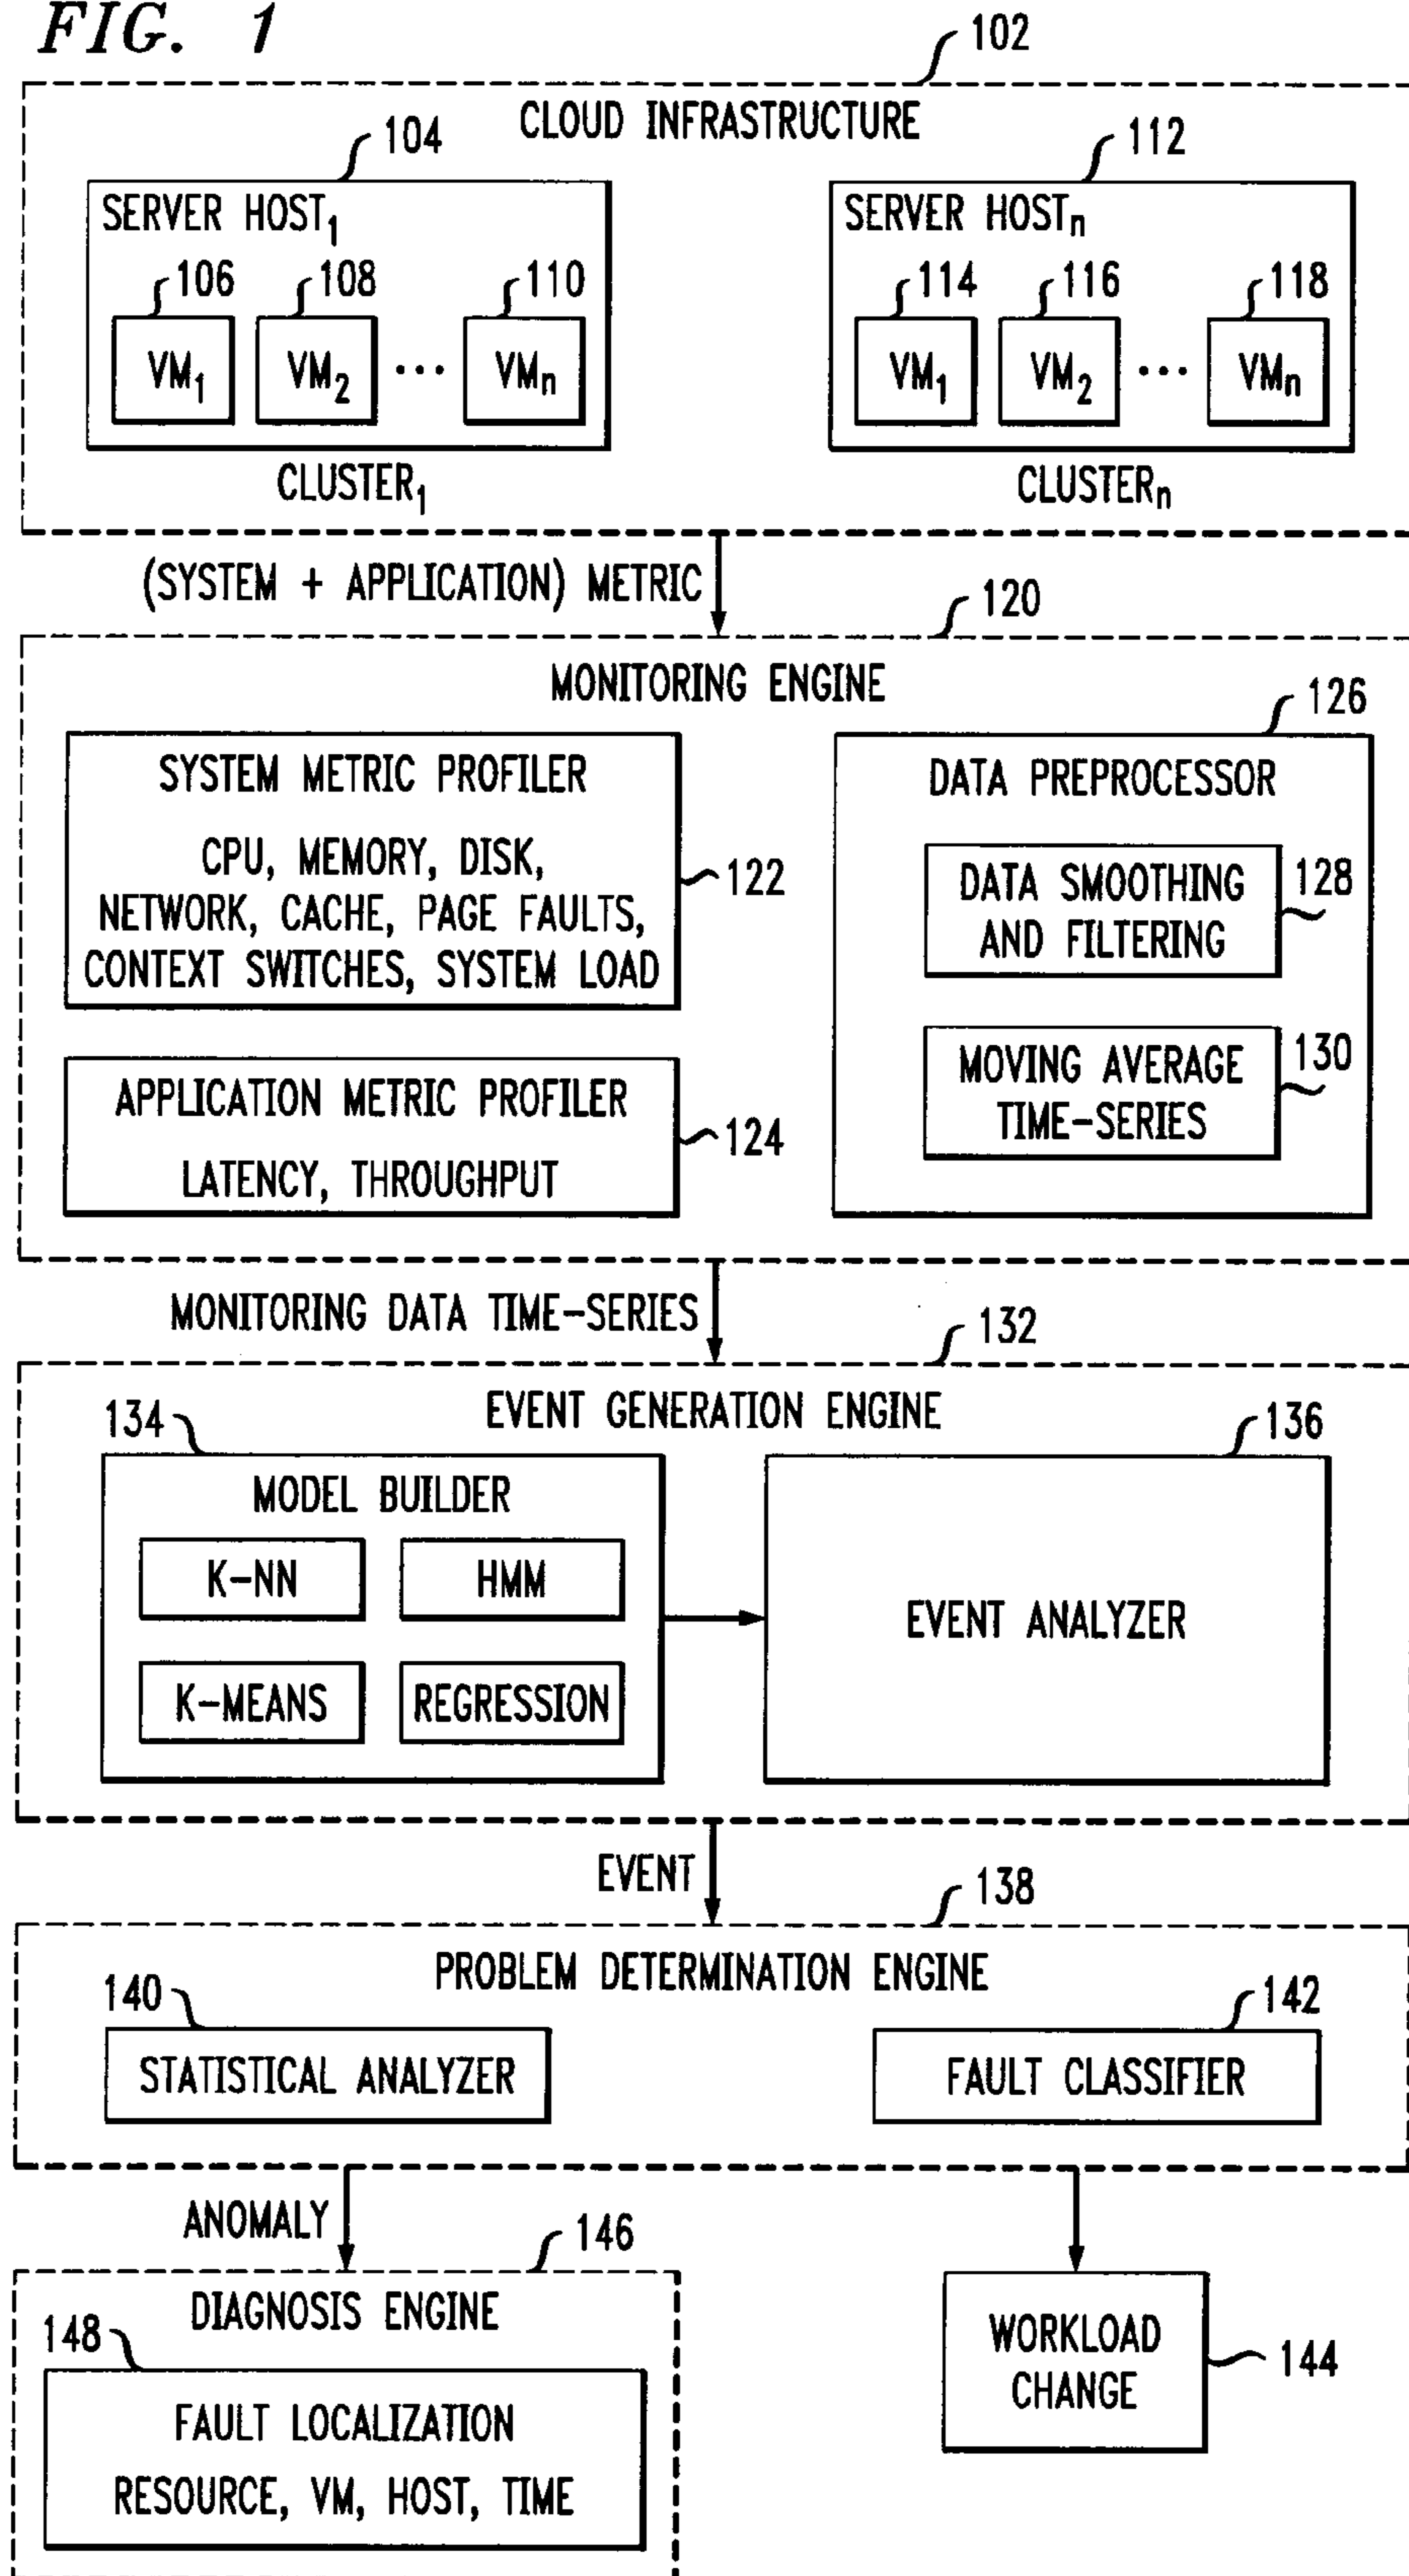 FIG. 1
102
CLOUD INFRASTRUCTURE
104
112
SERVER HOST1
SERVER HOSTn
106
108
110
114
116
118
VM1
VM2
...
VMn
VM1
VM2
...
VMn
CLUSTER1
CLUSTERn
(SYSTEM + APPLICATION) METRIC
120
MONITORING ENGINE
126
SYSTEM METRIC PROFILER
CPU, MEMORY, DISK,
NETWORK, CACHE, PAGE FAULTS,
CONTEXT SWITCHES, SYSTEM LOAD
122
DATA PREPROCESSOR
DATA SMOOTHING
AND FILTERING
128
MOVING AVERAGE
TIME-SERIES
130
APPLICATION METRIC PROFILER
LATENCY, THROUGHPUT
124
MONITORING DATA TIME-SERIES
132
EVENT GENERATION ENGINE
134
136
MODEL BUILDER
K-NN
HMM
K-MEANS
REGRESSION
EVENT ANALYZER
EVENT
138
PROBLEM DETERMINATION ENGINE
140
142
STATISTICAL ANALYZER
FAULT CLASSIFIER
ANOMALY
146
DIAGNOSIS ENGINE
148
FAULT LOCALIZATION
RESOURCE, VM, HOST, TIME
WORKLOAD
CHANGE
144